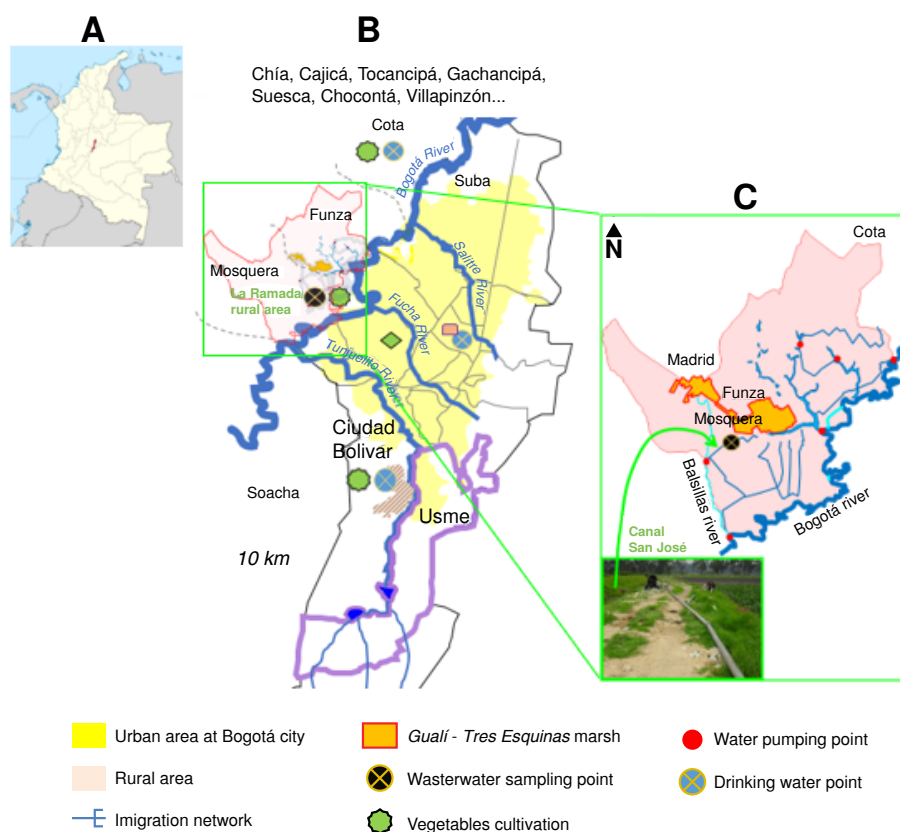 A
B
Chía, Cajicá, Tocancipá, Gachancipá,
Suesca, Chocontá, Villapinzón...
Cota
Bogotá River
Suba
Funza
Mosquera
La Ramada
rural area
Salitre River
Fucha River
Tunjuelito Riverer
Ciudad
Bolivar
Soacha
Usme
10 km
C
N
Cota
Madrid
Funza
Mosquera
Balsillas river
Bogotá river
Canal
San José
Urban area at Bogotá city
Rural area
Imigration network
Gualí - Tres Esquinas marsh
Wasterwater sampling point
Vegetables cultivation
Water pumping point
Drinking water point